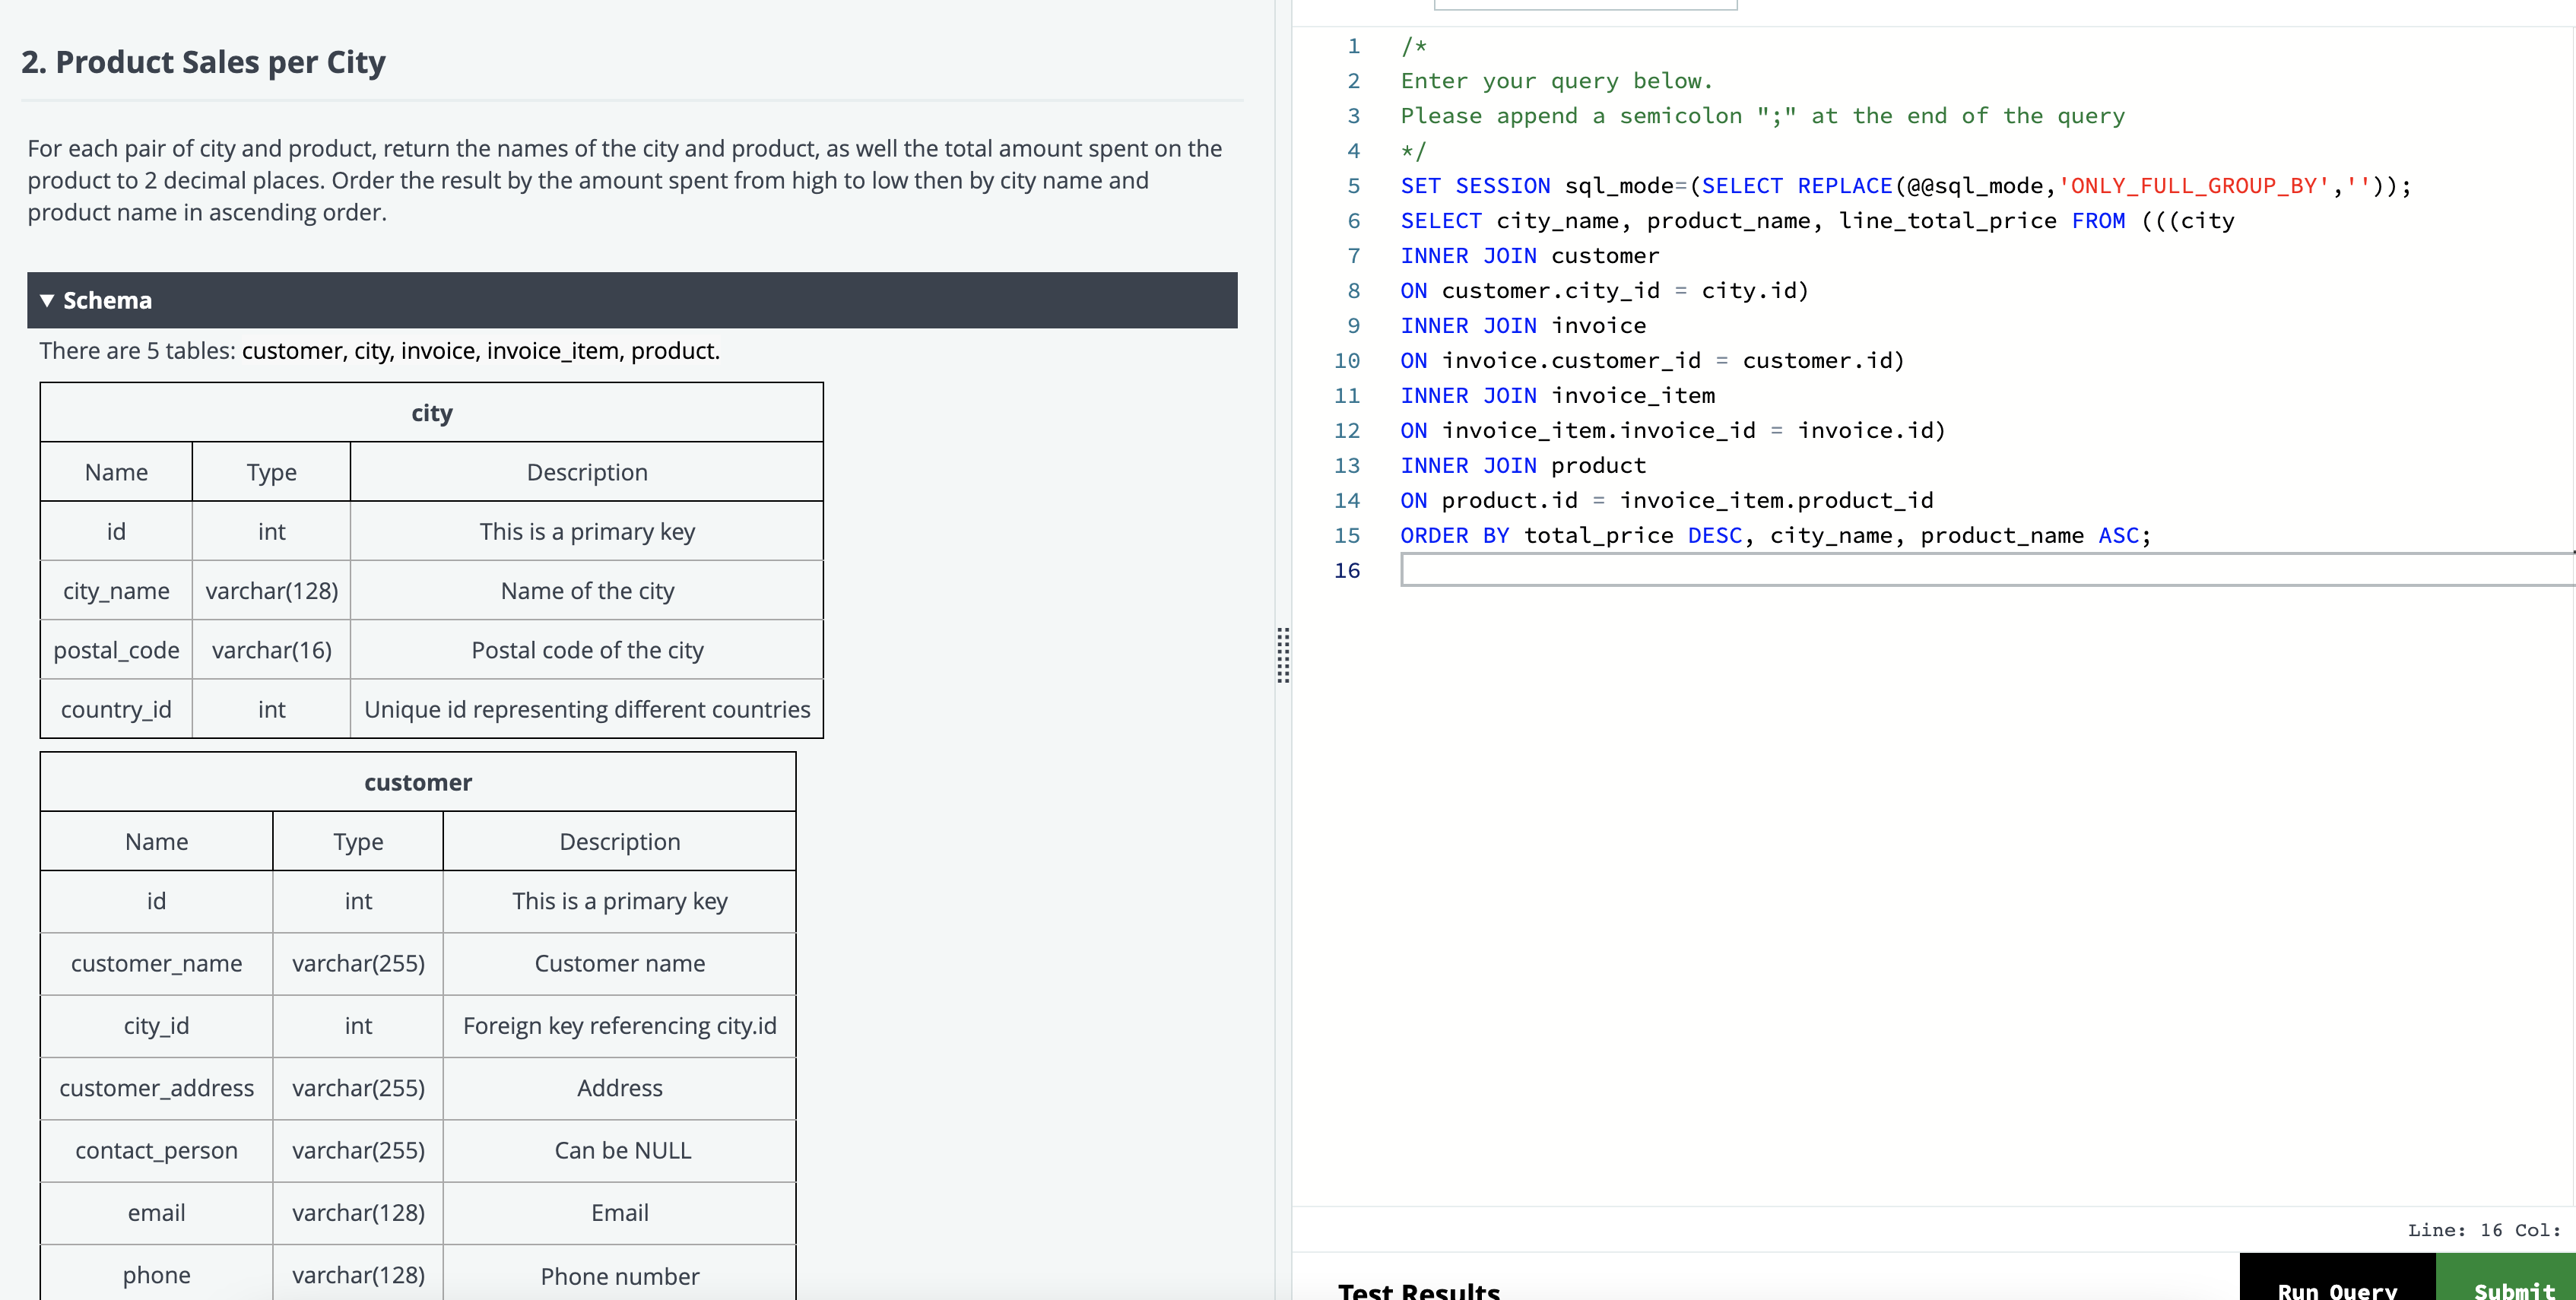 2. Product Sales per City
For each pair of city and product, return the names of the city and product, as well the total amount spent on the
product to 2 decimal places. Order the result by the amount spent from high to low then by city name and
product name in ascending order.
▼ Schema
There are 5 tables: customer, city, invoice, invoice_item, product.
city
Name Type Description
id int This is a primary key
city_name varchar(128) Name of the city
postal_code varchar(16) Postal code of the city
country_id int Unique id representing different countries
customer
Name Type Description
id int This is a primary key
customer_name varchar(255) Customer name
city_id int Foreign key referencing city.id
customer_address varchar(255) Address
contact_person varchar(255) Can be NULL
email varchar(128) Email
phone varchar(128) Phone number
1 /*
2 Enter your query below.
3 Please append a semicolon ";" at the end of the query
4 */
5 SET SESSION sql_mode=(SELECT REPLACE(@@sql_mode,'ONLY_FULL_GROUP_BY',''));
6 SELECT city_name, product_name, line_total_price FROM (((city
7 INNER JOIN customer
8 ON customer.city_id = city.id)
9 INNER JOIN invoice
10 ON invoice.customer_id = customer.id)
11 INNER JOIN invoice_item
12 ON invoice_item.invoice_id = invoice.id)
13 INNER JOIN product
14 ON product.id = invoice_item.product_id
15 ORDER BY total_price DESC, city_name, product_name ASC;
16
Line: 16 Col:
Test Results
Run Query
Submit